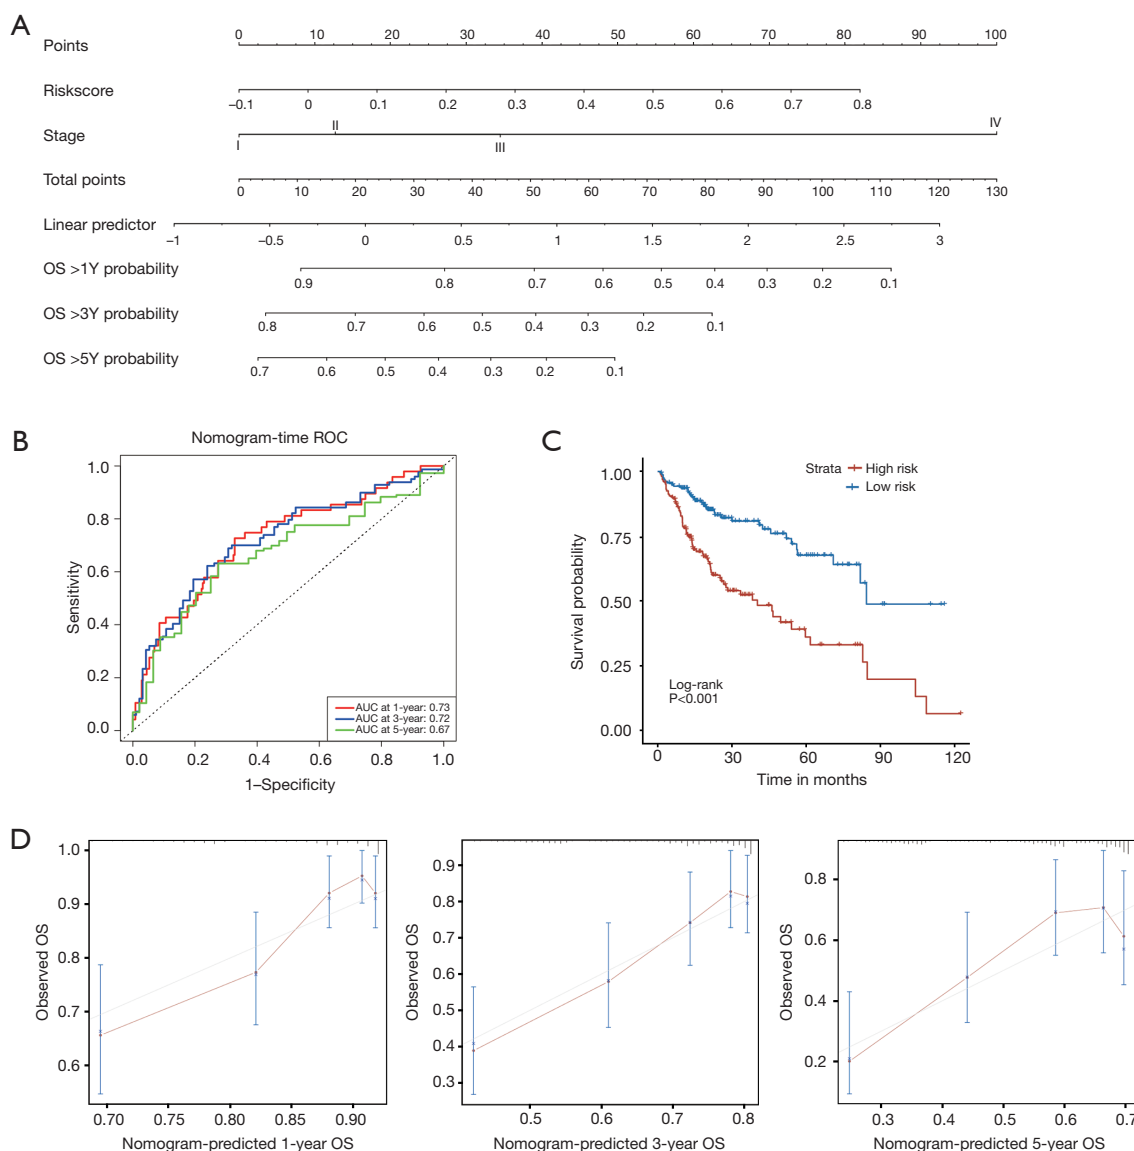 A
Points
0 10 20 30 40 50 60 70 80 90 100
Riskscore
−0.1 0 0.1 0.2 0.3 0.4 0.5 0.6 0.7 0.8
Stage
I II III IV
Total points
0 10 20 30 40 50 60 70 80 90 100 110 120 130
Linear predictor
−1 −0.5 0 0.5 1 1.5 2 2.5 3
OS >1Y probability
0.9 0.8 0.7 0.6 0.5 0.4 0.3 0.2 0.1
OS >3Y probability
0.8 0.7 0.6 0.5 0.4 0.3 0.2 0.1
OS >5Y probability
0.7 0.6 0.5 0.4 0.3 0.2 0.1
B
Nomogram-time ROC
Sensitivity
1.0
0.8
0.6
0.4
0.2
0.0
AUC at 1-year: 0.73
AUC at 3-year: 0.72
AUC at 5-year: 0.67
0.0 0.2 0.4 0.6 0.8 1.0
1–Specificity
C
Strata High risk
Low risk
Survival probability
1.00
0.75
0.50
0.25
0.00
Log-rank
P<0.001
0 30 60 90 120
Time in months
D
Observed OS
1.0
0.9
0.8
0.7
0.6
0.70 0.75 0.80 0.85 0.90
Nomogram-predicted 1-year OS
Observed OS
0.9
0.8
0.7
0.6
0.5
0.4
0.3
0.5 0.6 0.7 0.8
Nomogram-predicted 3-year OS
Observed OS
0.8
0.6
0.4
0.2
0.3 0.4 0.5 0.6 0.7
Nomogram-predicted 5-year OS